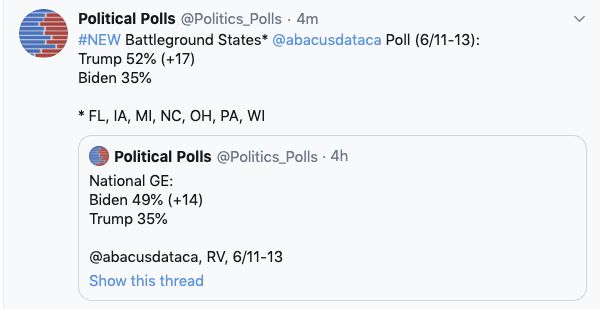 Political Polls @Politics_Polls · 4m
#NEW Battleground States* @abacusdataca Poll (6/11-13):
Trump 52% (+17)
Biden 35%
* FL, IA, MI, NC, OH, PA, WI
Political Polls @Politics_Polls · 4h
National GE:
Biden 49% (+14)
Trump 35%
@abacusdataca, RV, 6/11-13
Show this thread